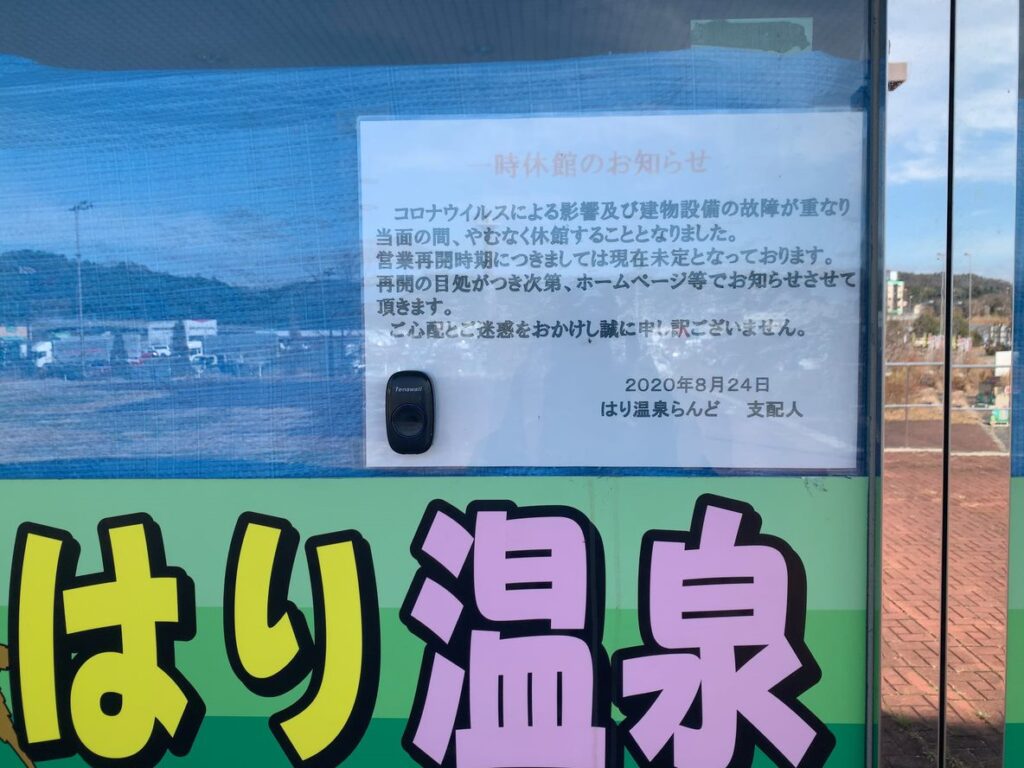 一時休館のお知らせ
コロナウイルスによる影響及び建物設備の故障が重なり
当面の間、やむなく休館することとなりました。
営業再開時期につきましては現在未定となっております。
再開の目処がつき次第、ホームページ等でお知らせさせて
頂きます。
ご心配とご迷惑をおかけし誠に申し訳ございません。
2020年8月24日
はり温泉らんど 支配人
Tenswall
はり温泉